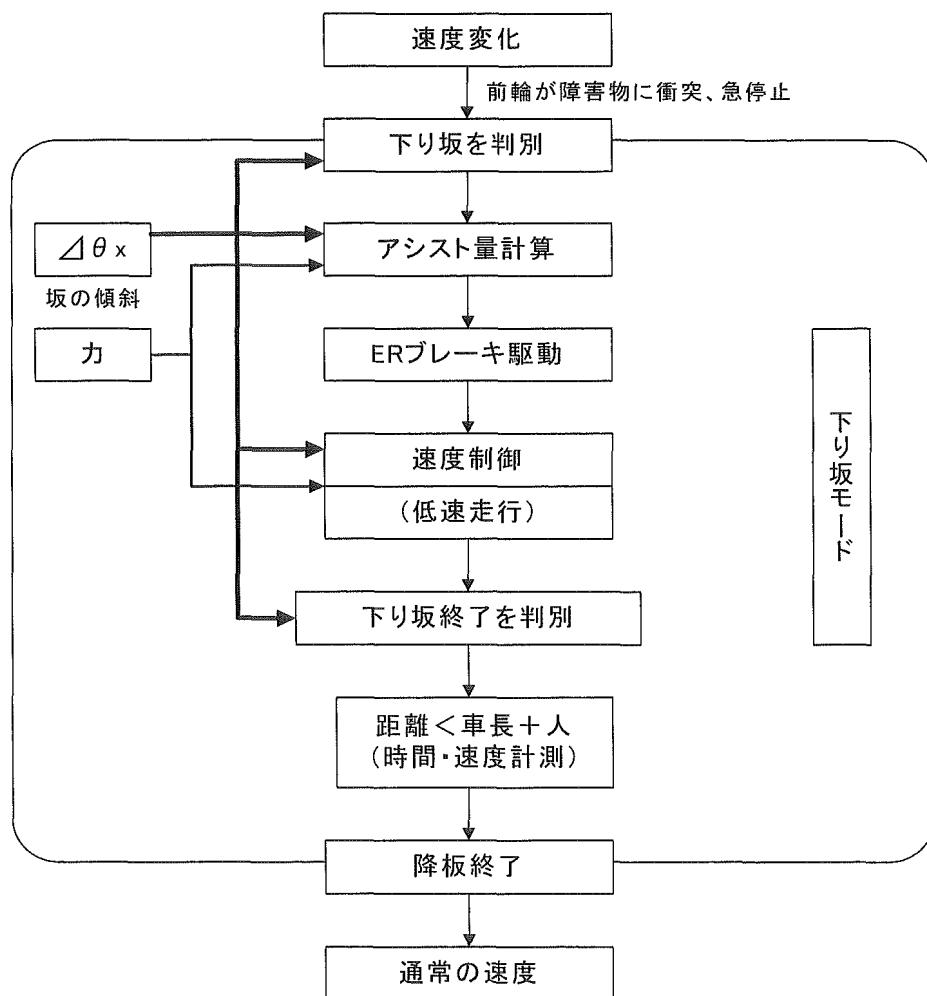 速度変化
前輪が障害物に衝突、急停止
下り坂を判別
⊿θx
アシスト量計算
坂の傾斜
力
ERブレーキ駆動
速度制御
(低速走行)
下り坂モード
下り坂終了を判別
距離<車長+人
(時間・速度計測)
降板終了
通常の速度